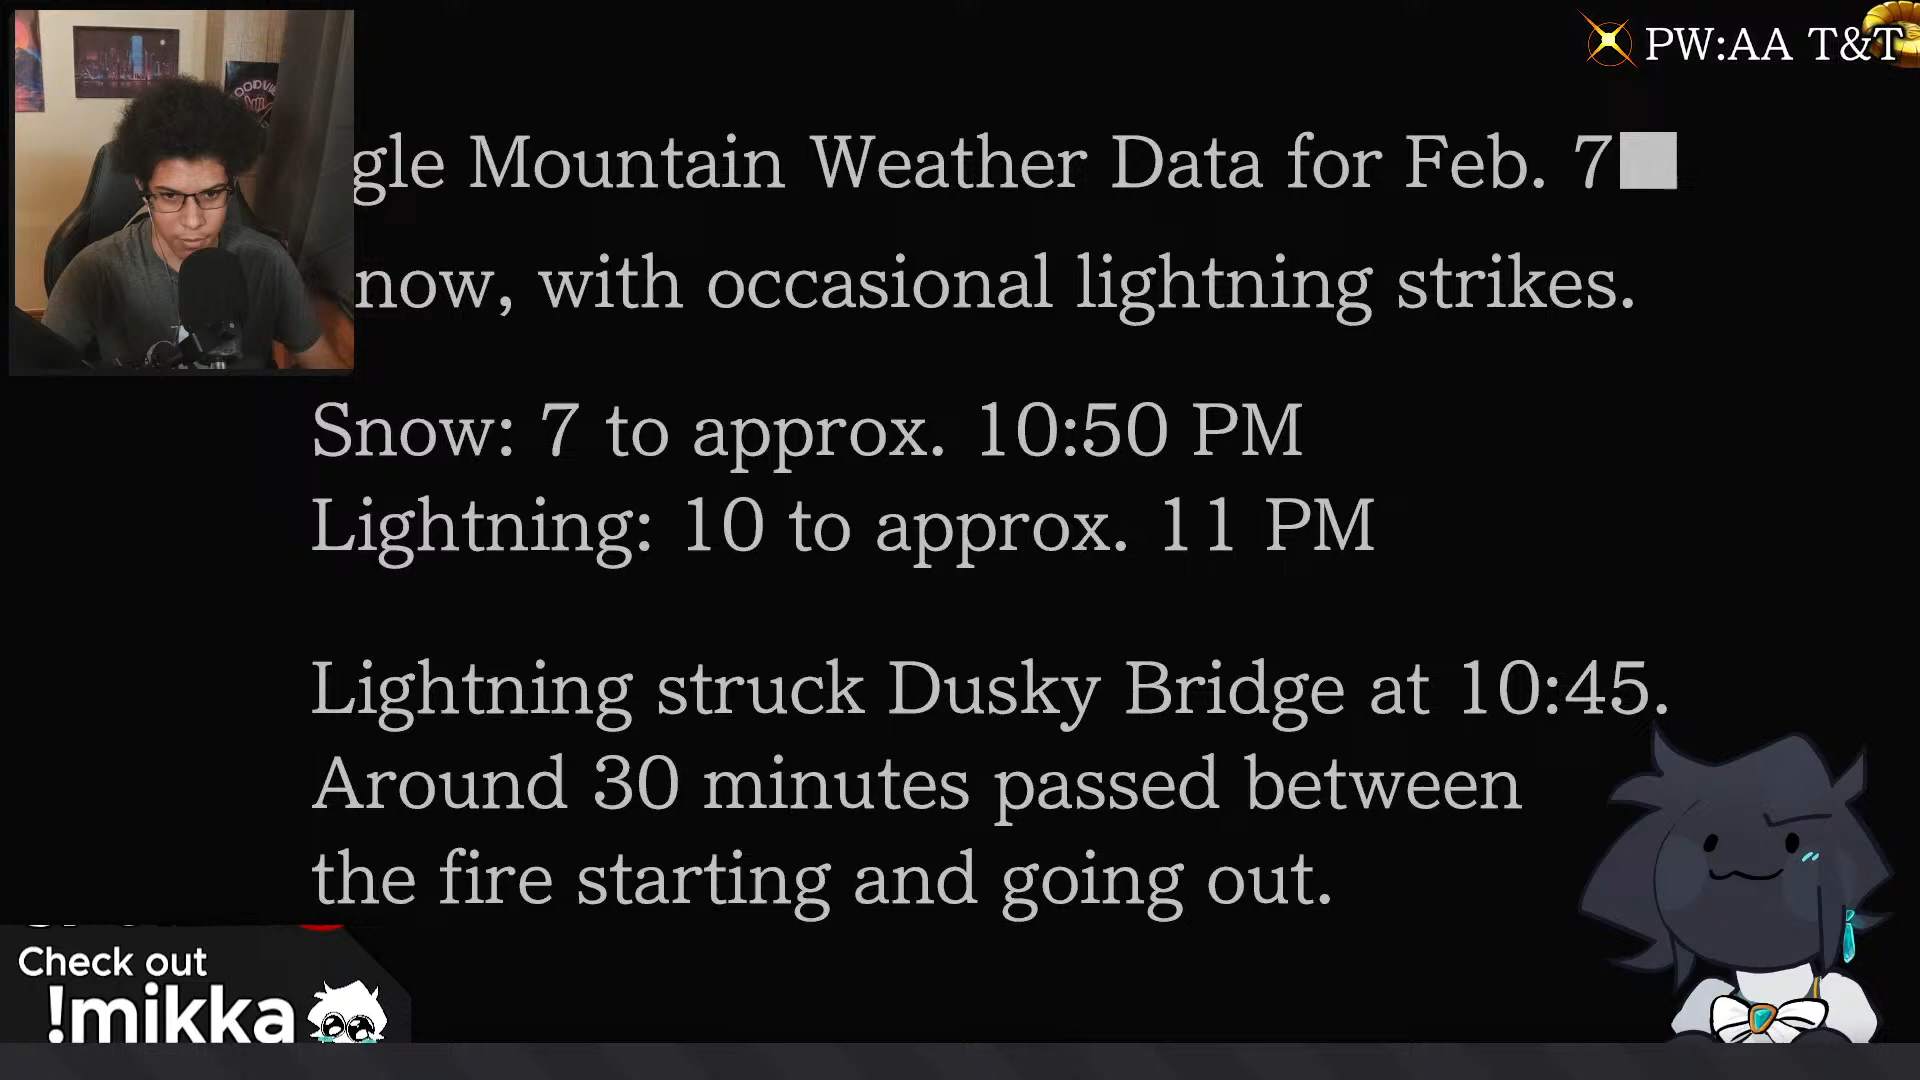 PW:AA T&T
gle Mountain Weather Data for Feb. 7
now, with occasional lightning strikes.
Snow: 7 to approx. 10:50 PM
Lightning: 10 to approx. 11 PM
Lightning struck Dusky Bridge at 10:45.
Around 30 minutes passed between
the fire starting and going out.
Check out
!mikka